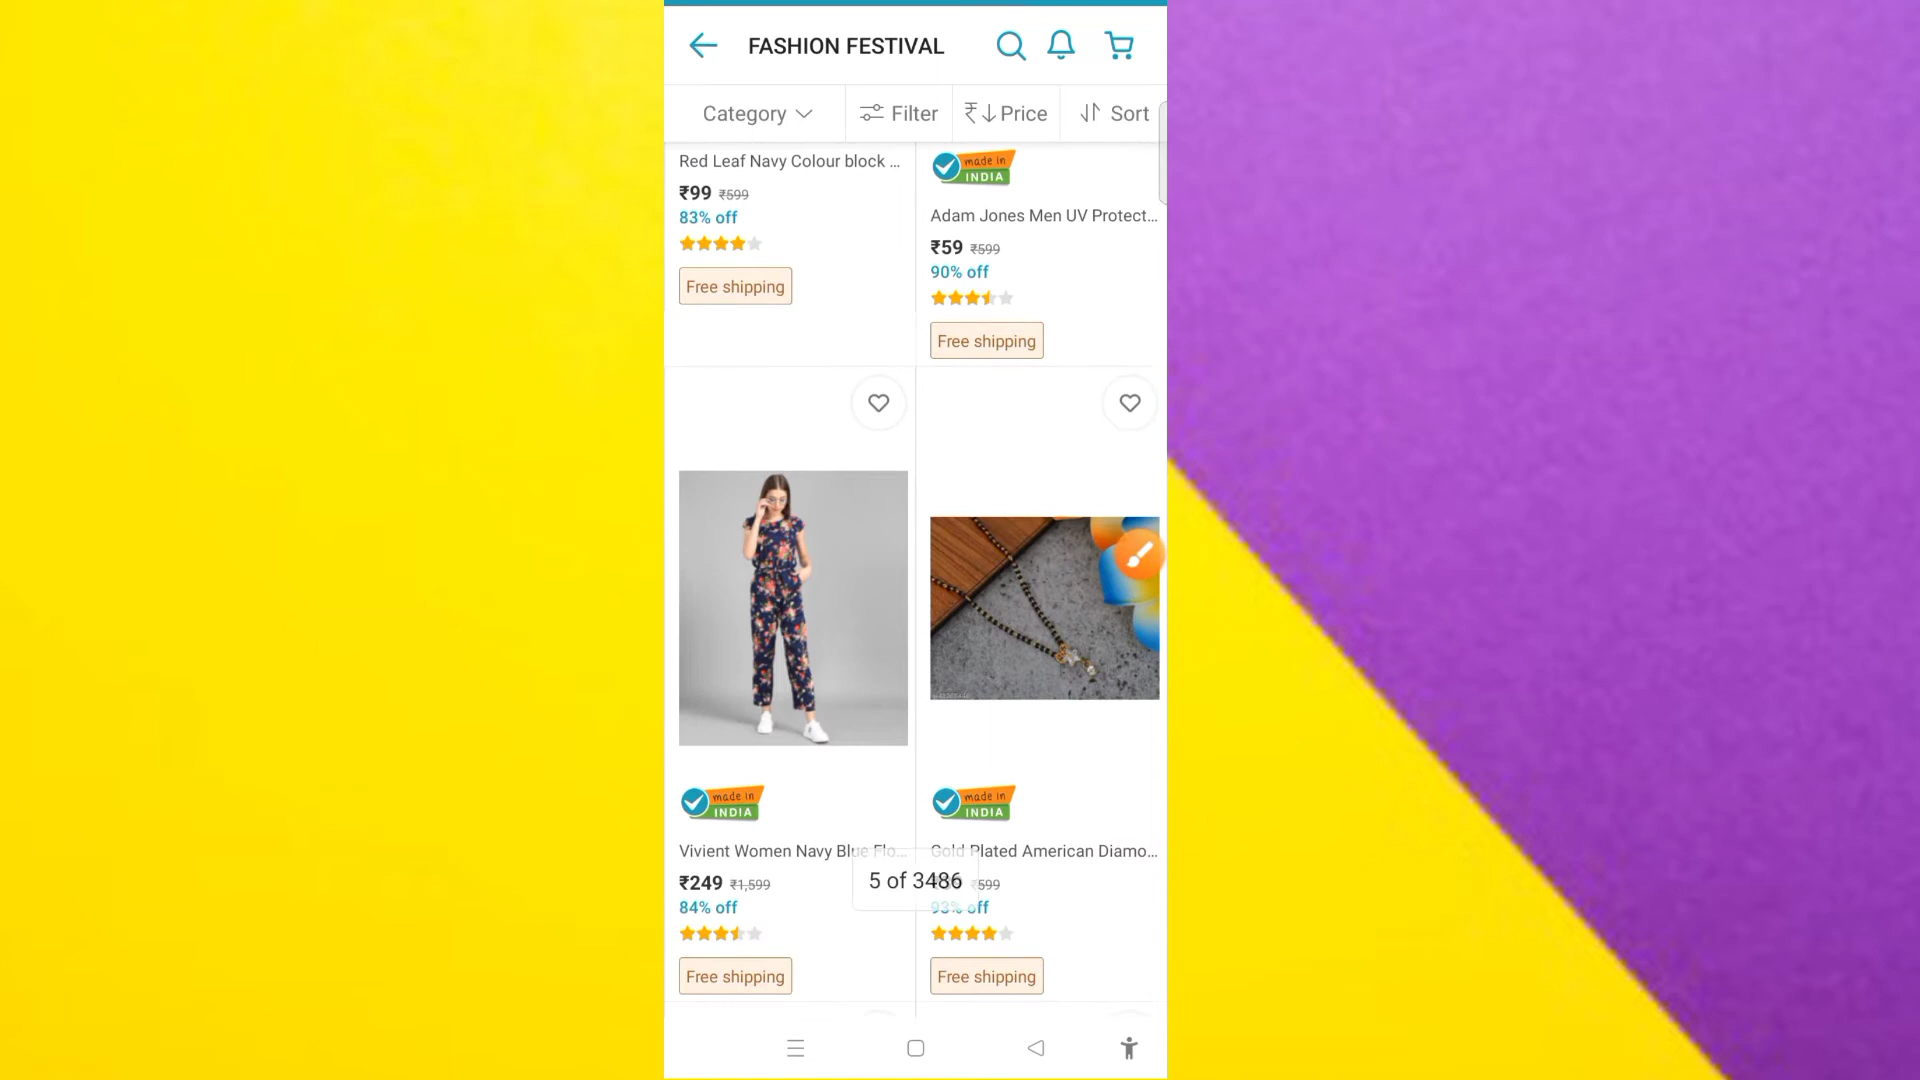 FASHION FESTIVAL
Category
Filter
₹↓Price
Sort
Red Leaf Navy Colour block ...
₹99 ₹599
83% off
Free shipping
made in
INDIA
Adam Jones Men UV Protect...
₹59 ₹599
90% off
Free shipping
made in
INDIA
Vivient Women Navy Blue Flo...
₹249 ₹1,599
84% off
Free shipping
made in
INDIA
Gold Plated American Diamo...
599
93% off
Free shipping
5 of 3486